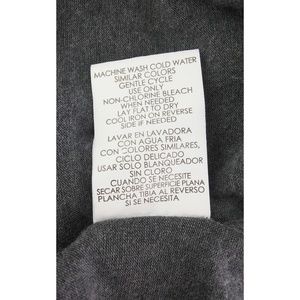 MACHINE WASH COLD WATER
SIMILAR COLORS
GENTLE CYCLE
USE ONLY
NON-CHLORINE BLEACH
WHEN NEEDED
LAY FLAT TO DRY
COOL IRON ON REVERSE
SIDE IF NEEDED
LAVAR EN LAVADORA
CON AGUA FRIA
CON COLORES SIMILARES,
CICLO DELICADO
USAR SOLO BLANQUEADOR
SIN CLORO
CUANDO SE NECESITA
SECAR SOBRE SUPERFICIE PLANA
PLANCHA TIBIA AL REVERSO
SI SE NECESITA